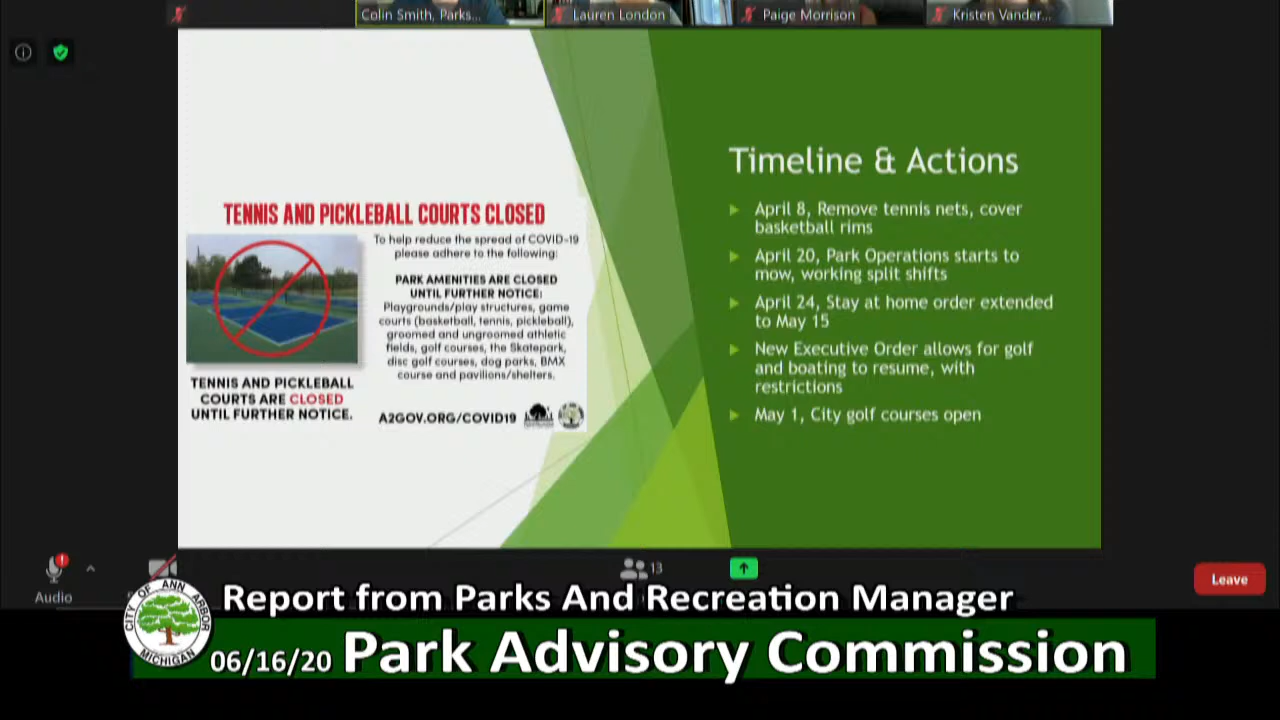 Colin Smith, Parks...
Lauren London
Paige Morrison
Kristen Vander...
TENNIS AND PICKLEBALL COURTS CLOSED
To help reduce the spread of COVID-19
please adhere to the following:
PARK AMENITIES ARE CLOSED
UNTIL FURTHER NOTICE:
Playgrounds/play structures, game
courts (basketball, tennis, pickleball),
groomed and ungroomed athletic
fields, golf courses, the Skatepark,
disc golf courses, dog parks, BMX
course and pavilions/shelters.
TENNIS AND PICKLEBALL
COURTS ARE CLOSED
UNTIL FURTHER NOTICE.
A2GOV.ORG/COVID19
Timeline & Actions
April 8, Remove tennis nets, cover
basketball rims
April 20, Park Operations starts to
mow, working split shifts
April 24, Stay at home order extended
to May 15
New Executive Order allows for golf
and boating to resume, with
restrictions
May 1, City golf courses open
Audio
13
Leave
CITY OF ANN ARBOR
MICHIGAN
Report from Parks And Recreation Manager
06/16/20 Park Advisory Commission